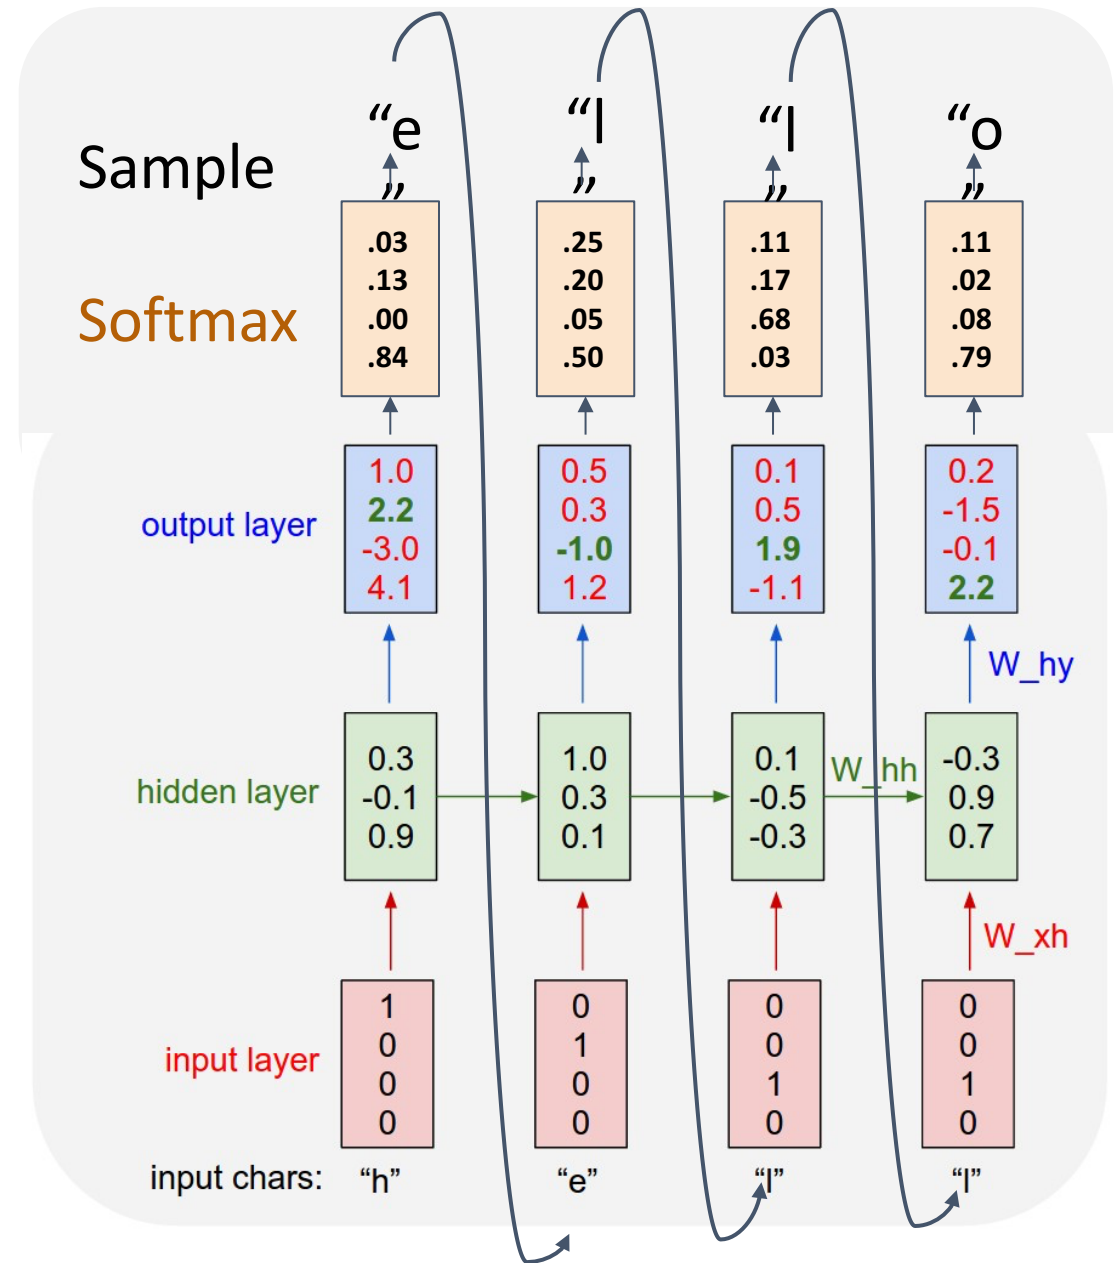 “e” “l” “l” “o”
Sample
.03 .25 .11 .11
.13 .20 .17 .02
Softmax
.00 .05 .68 .08
.84 .50 .03 .79
1.0 0.5 0.1 0.2
2.2 0.3 0.5 -1.5
output layer
-3.0 -1.0 1.9 -0.1
4.1 1.2 -1.1 2.2
W_hy
0.3 1.0 0.1 -0.3
W_hh
hidden layer -0.1 0.3 -0.5 0.9
0.9 0.1 -0.3 0.7
W_xh
1 0 0 0
0 1 0 0
input layer
0 0 1 1
0 0 0 0
input chars: “h” “e” “l” “l”